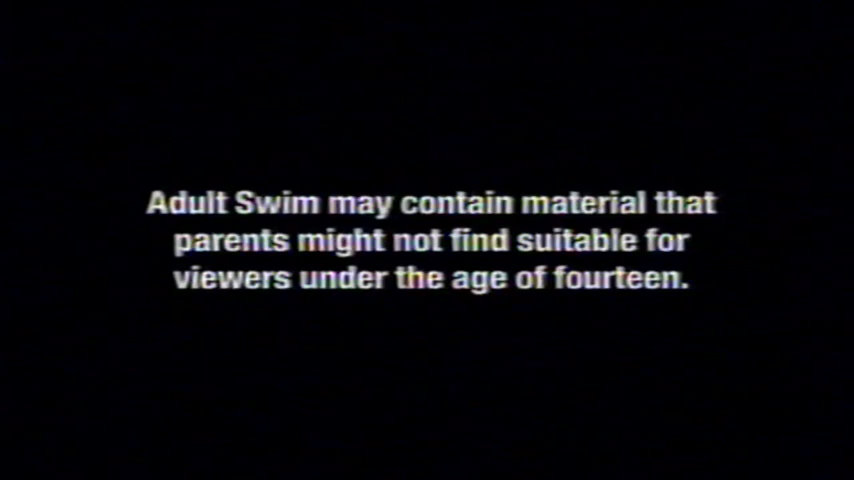 Adult Swim may contain material that
parents might not find suitable for
viewers under the age of fourteen.